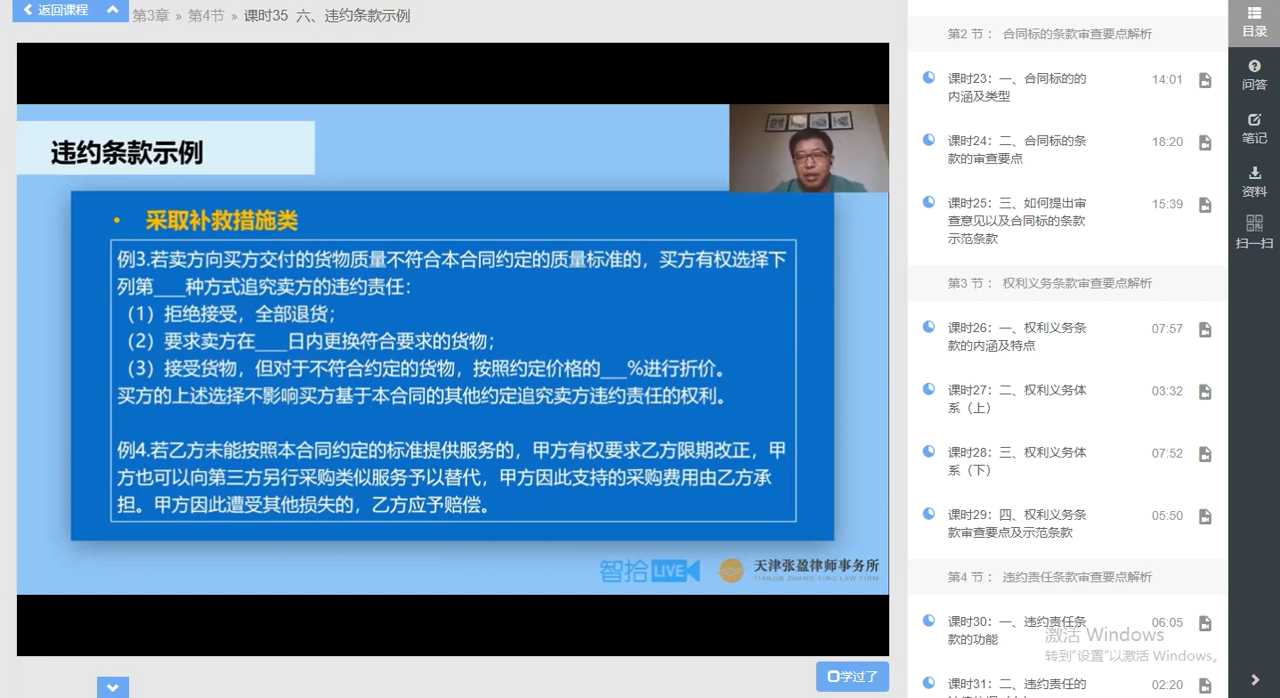 返回课程
第3章 » 第4节 » 课时35 六、违约条款示例
违约条款示例
• 采取补救措施类
例3.若卖方向买方交付的货物质量不符合本合同约定的质量标准的，买方有权选择下
列第___种方式追究卖方的违约责任：
（1）拒绝接受，全部退货；
（2）要求卖方在___日内更换符合要求的货物；
（3）接受货物，但对于不符合约定的货物，按照约定价格的___%进行折价。
买方的上述选择不影响买方基于本合同的其他约定追究卖方违约责任的权利。
例4.若乙方未能按照本合同约定的标准提供服务的，甲方有权要求乙方限期改正，甲
方也可以向第三方另行采购类似服务予以替代，甲方因此支持的采购费用由乙方承
担。甲方因此遭受其他损失的，乙方应予赔偿。
智拾LIVE
天津张盈律师事务所
TIANJIN ZHANG YING LAW FIRM
学过了
第2 节： 合同标的条款审查要点解析
课时23：一、合同标的的 14:01
内涵及类型
课时24：二、合同标的条 18:20
款的审查要点
课时25：三、如何提出审 15:39
查意见以及合同标的条款
示范条款
第3 节： 权利义务条款审查要点解析
课时26：一、权利义务条 07:57
款的内涵及特点
课时27：二、权利义务体 03:32
系（上）
课时28：三、权利义务体 07:52
系（下）
课时29：四、权利义务条 05:50
款审查要点及示范条款
第4 节： 违约责任条款审查要点解析
课时30：一、违约责任条 06:05
款的功能
课时31：二、违约责任的 02:20
激活 Windows
转到"设置"以激活 Windows。
目录
问答
笔记
资料
扫一扫